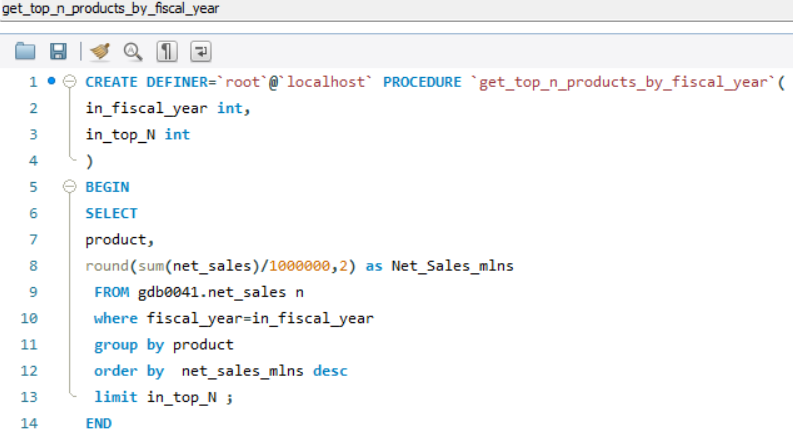 get_top_n_products_by_fiscal_year
1 CREATE DEFINER=`root`@`localhost` PROCEDURE `get_top_n_products_by_fiscal_year`(
2 in_fiscal_year int,
3 in_top_N int
4 )
5 BEGIN
6 SELECT
7 product,
8 round(sum(net_sales)/1000000,2) as Net_Sales_mlns
9 FROM gdb0041.net_sales n
10 where fiscal_year=in_fiscal_year
11 group by product
12 order by  net_sales_mlns desc
13 limit in_top_N ;
14 END